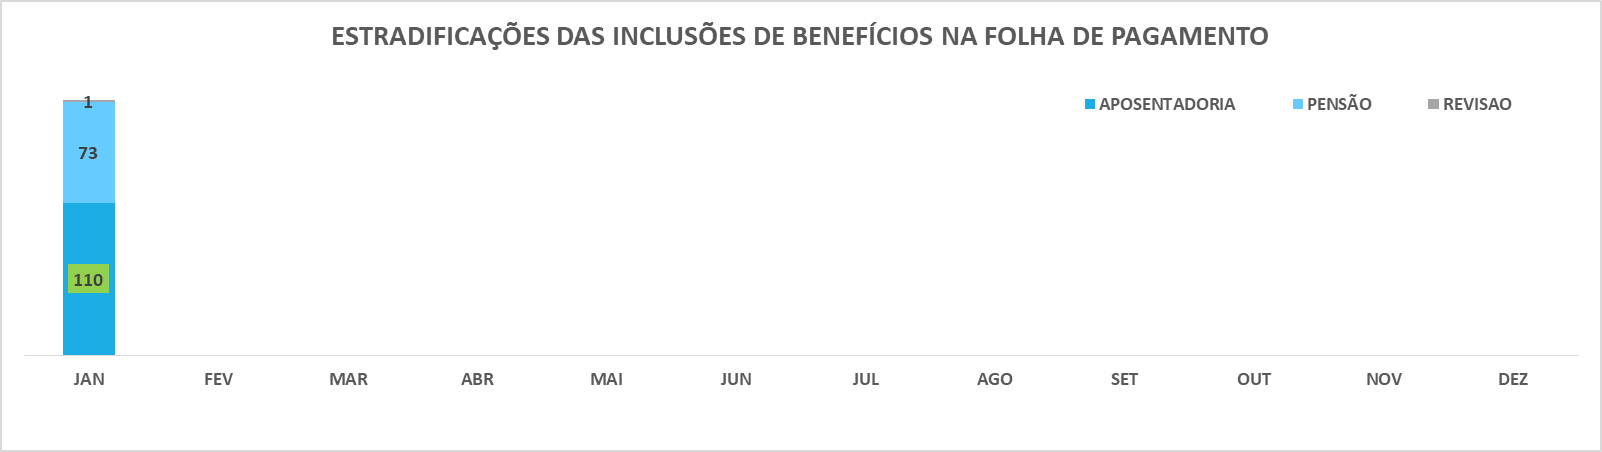 ESTRADIFICAÇÕES DAS INCLUSÕES DE BENEFÍCIOS NA FOLHA DE PAGAMENTO
APOSENTADORIA PENSÃO REVISAO
1
73
110
JAN FEV MAR ABR MAI JUN JUL AGO SET OUT NOV DEZ